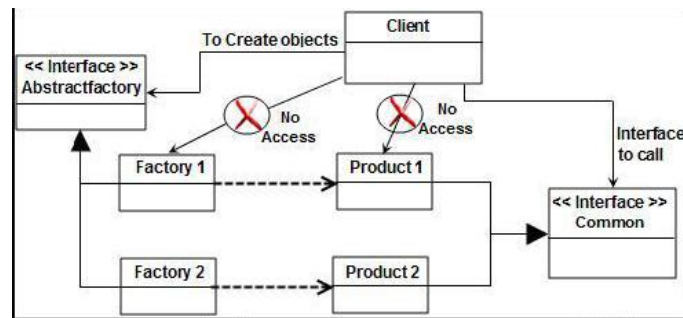 Client
To Create objects
<< Interface >>
Abstractfactory
No
Access
No
Access
Interface
to call
Factory 1
Product 1
<< Interface >>
Common
Factory 2
Product 2